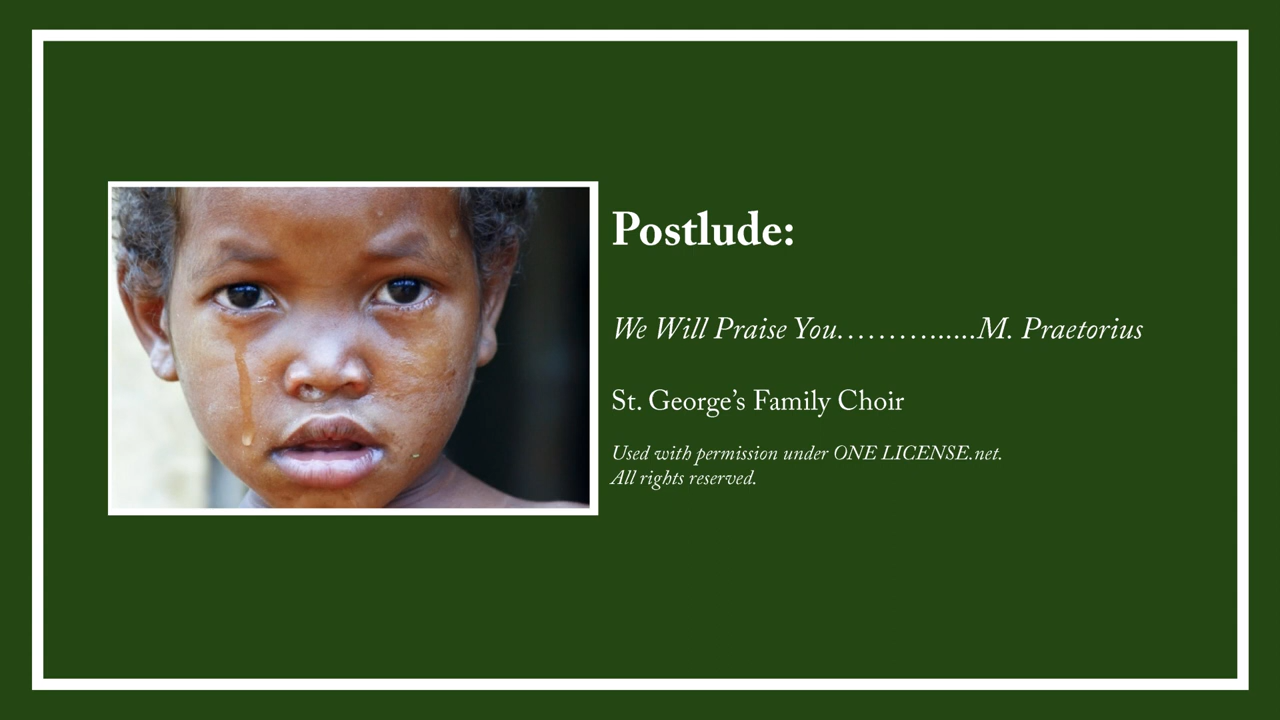 Postlude:
We Will Praise You……….......M. Praetorius
St. George’s Family Choir
Used with permission under ONE LICENSE.net.
All rights reserved.